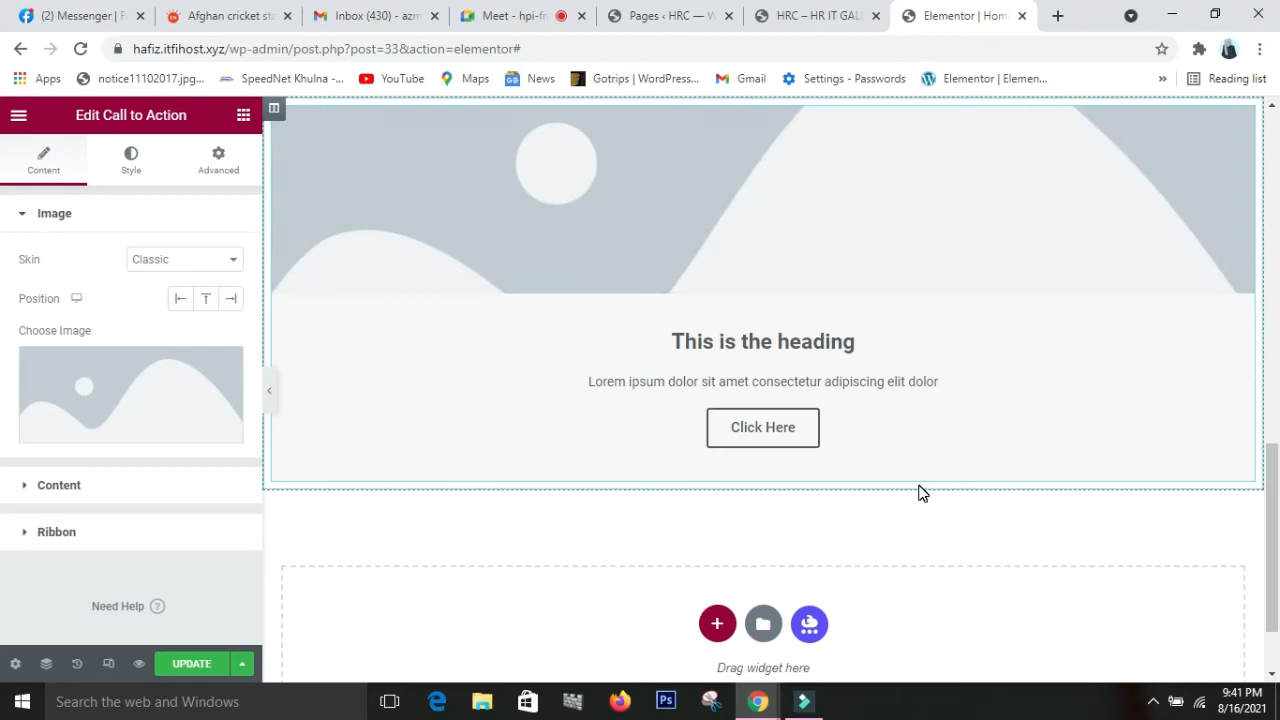 (2) Messenger | F
Afghan cricket sta
Inbox (430) - azm
Meet - hpi-fn
Pages ‹ HRC — W
HRC – HR IT GALL
Elementor | Hom
hafiz.itfihost.xyz/wp-admin/post.php?post=33&action=elementor#
Apps
notice11102017.jpg...
SpeedNet Khulna -...
YouTube
Maps
News
Gotrips | WordPress...
Gmail
Settings - Passwords
Elementor | Elemen...
»
Reading list
Edit Call to Action
Content
Style
Advanced
Image
Skin
Classic
Position
Choose Image
Content
Ribbon
Need Help ?
UPDATE
This is the heading
Lorem ipsum dolor sit amet consectetur adipiscing elit dolor
Click Here
Drag widget here
Search the web and Windows
Ps
9:41 PM
8/16/2021